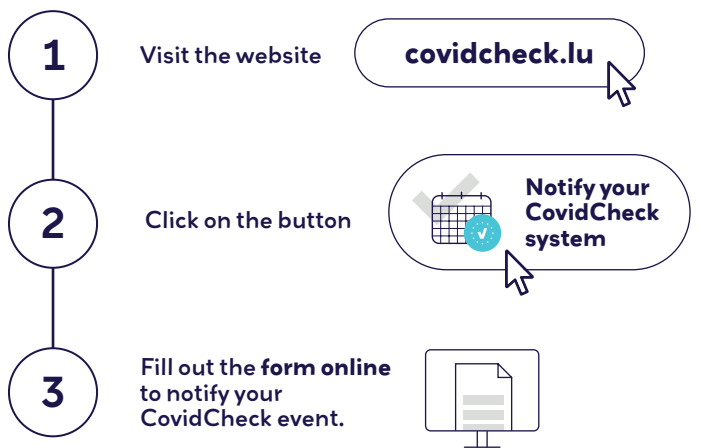 1
Visit the website
covidcheck.lu
2
Click on the button
Notify your
CovidCheck
system
3
Fill out the form online
to notify your
CovidCheck event.